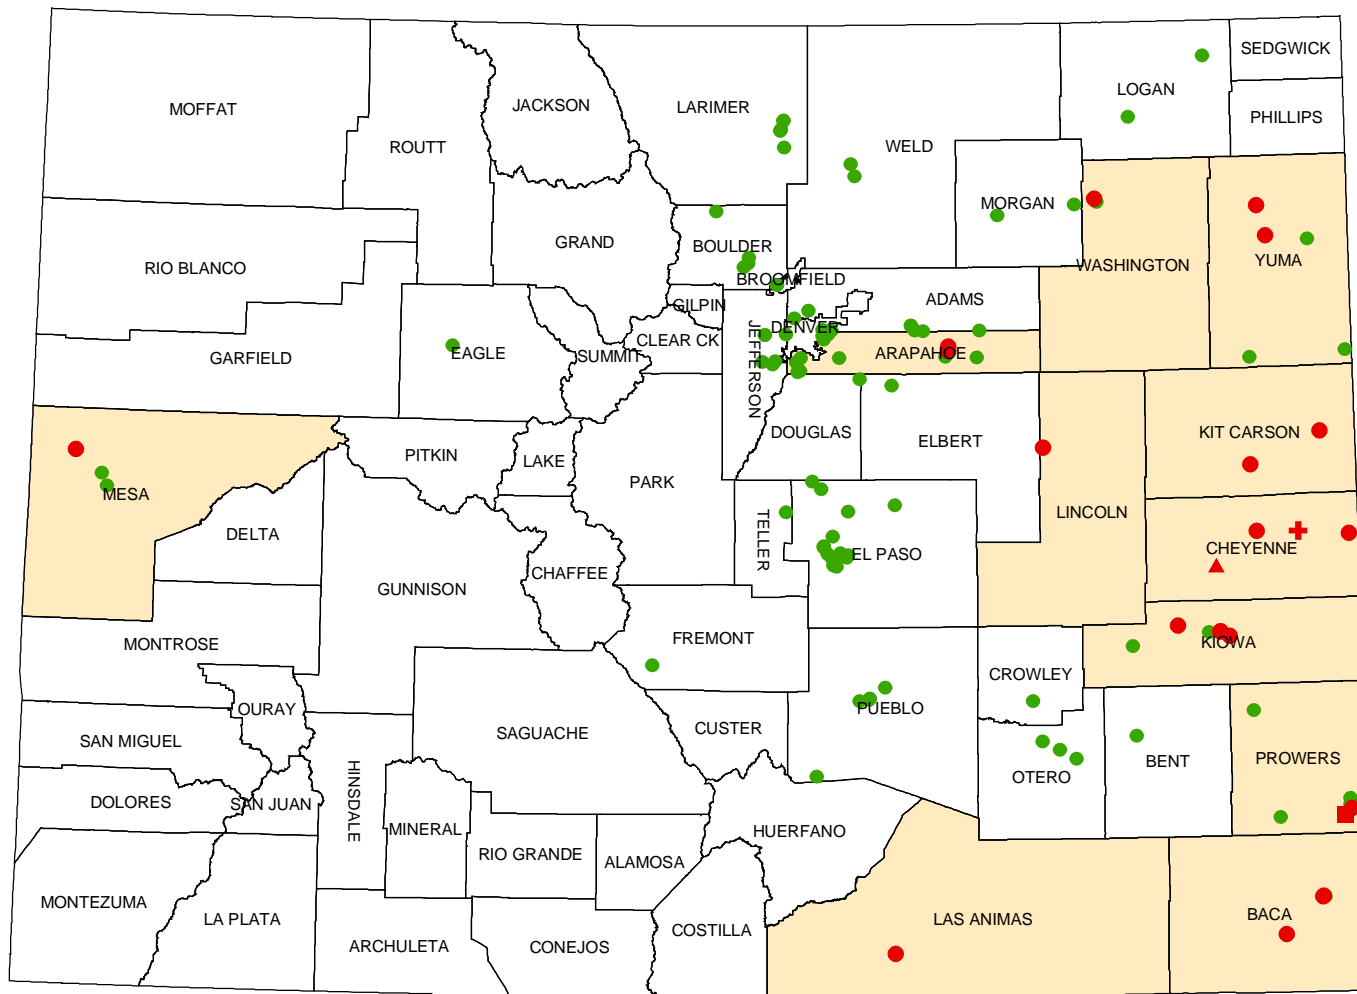 SEDGWICK
LOGAN
JACKSON
LARIMER
MOFFAT
PHILLIPS
ROUTT
WELD
MORGAN
GRAND
BOULDER
YUMA
RIO BLANCO
WASHINGTON
BROOMFIELD
ADAMS
GILPIN
DENVER
CLEAR CK
EAGLE
SUMMIT
ARAPAHOE
GARFIELD
JEFFERSON
DOUGLAS
KIT CARSON
ELBERT
PITKIN
LAKE
PARK
MESA
LINCOLN
DELTA
TELLER
CHEYENNE
EL PASO
CHAFFEE
GUNNISON
FREMONT
KIOWA
MONTROSE
CROWLEY
OURAY
PUEBLO
CUSTER
SAGUACHE
SAN MIGUEL
PROWERS
BENT
OTERO
HINSDALE
DOLORES
SAN JUAN
MINERAL
HUERFANO
RIO GRANDE
ALAMOSA
MONTEZUMA
BACA
LA PLATA
LAS ANIMAS
COSTILLA
ARCHULETA
CONEJOS